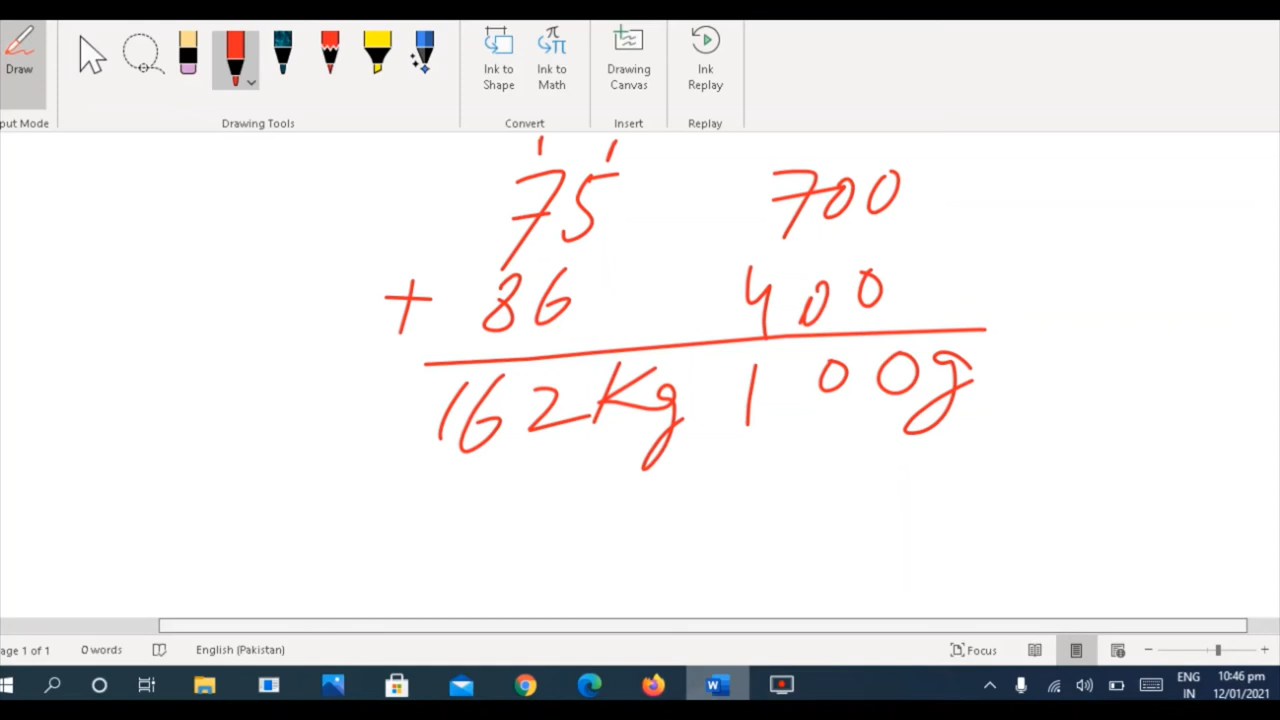 Draw
Ink to Shape
Ink to Math
Drawing Canvas
Ink Replay
put Mode
Drawing Tools
Convert
Insert
Replay
1 1
75 700
+ 86 400
162 Kg 100g
age 1 of 1
0 words
English (Pakistan)
Focus
ENG
IN
10:46 PM
12/01/2021